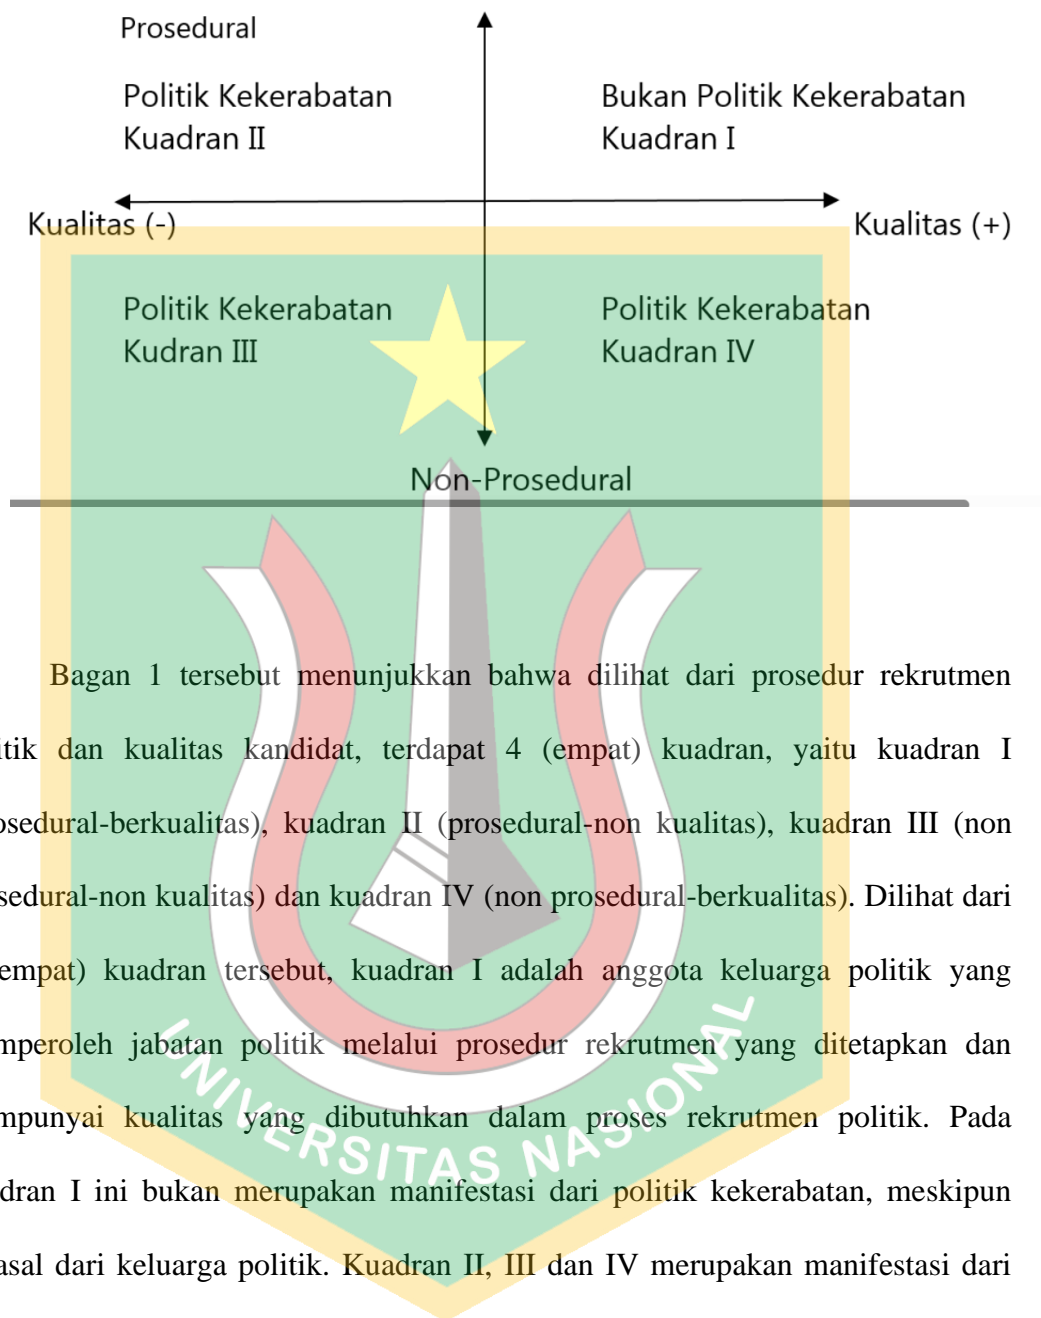 Prosedural
Politik Kekerabatan
Kuadran II
Bukan Politik Kekerabatan
Kuadran I
Kualitas (-)
Kualitas (+)
Politik Kekerabatan
Kudran III
Politik Kekerabatan
Kuadran IV
Non-Prosedural
Bagan 1 tersebut menunjukkan bahwa dilihat dari prosedur rekrutmen
itik dan kualitas kandidat, terdapat 4 (empat) kuadran, yaitu kuadran I
osedural-berkualitas), kuadran II (prosedural-non kualitas), kuadran III (non
sedural-non kualitas) dan kuadran IV (non prosedural-berkualitas). Dilihat dari
empat) kuadran tersebut, kuadran I adalah anggota keluarga politik yang
mperoleh jabatan politik melalui prosedur rekrutmen yang ditetapkan dan
mpunyai kualitas yang dibutuhkan dalam proses rekrutmen politik. Pada
dran I ini bukan merupakan manifestasi dari politik kekerabatan, meskipun
asal dari keluarga politik. Kuadran II, III dan IV merupakan manifestasi dari
UNIVERSITAS NASIONAL